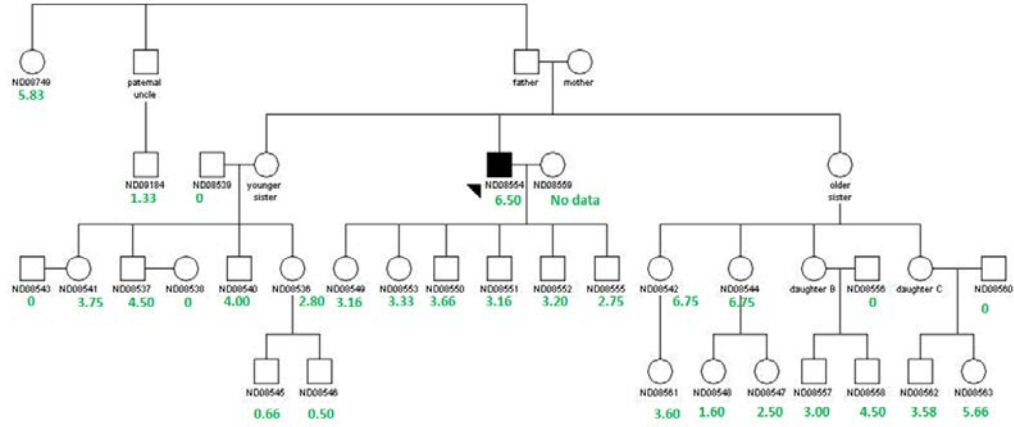 ND09749
5.83
paternal
uncle
father
mother
ND09184
1.33
ND08539
0
younger
sister
ND08554
6.50
ND08559
No data
older
sister
ND08543
0
ND08541
3.75
ND08537
4.50
ND08538
0
ND08540
4.00
ND08536
2.80
ND08549
3.16
ND08553
3.33
ND08550
3.66
ND08551
3.16
ND08552
3.20
ND08555
2.75
ND08542
6.75
ND08544
6.75
daughter B
ND08556
0
daughter C
ND08560
0
ND08545
0.66
ND08546
0.50
ND08561
3.60
ND08548
1.60
ND08547
2.50
ND08557
3.00
ND08558
4.50
ND08562
3.58
ND08563
5.66